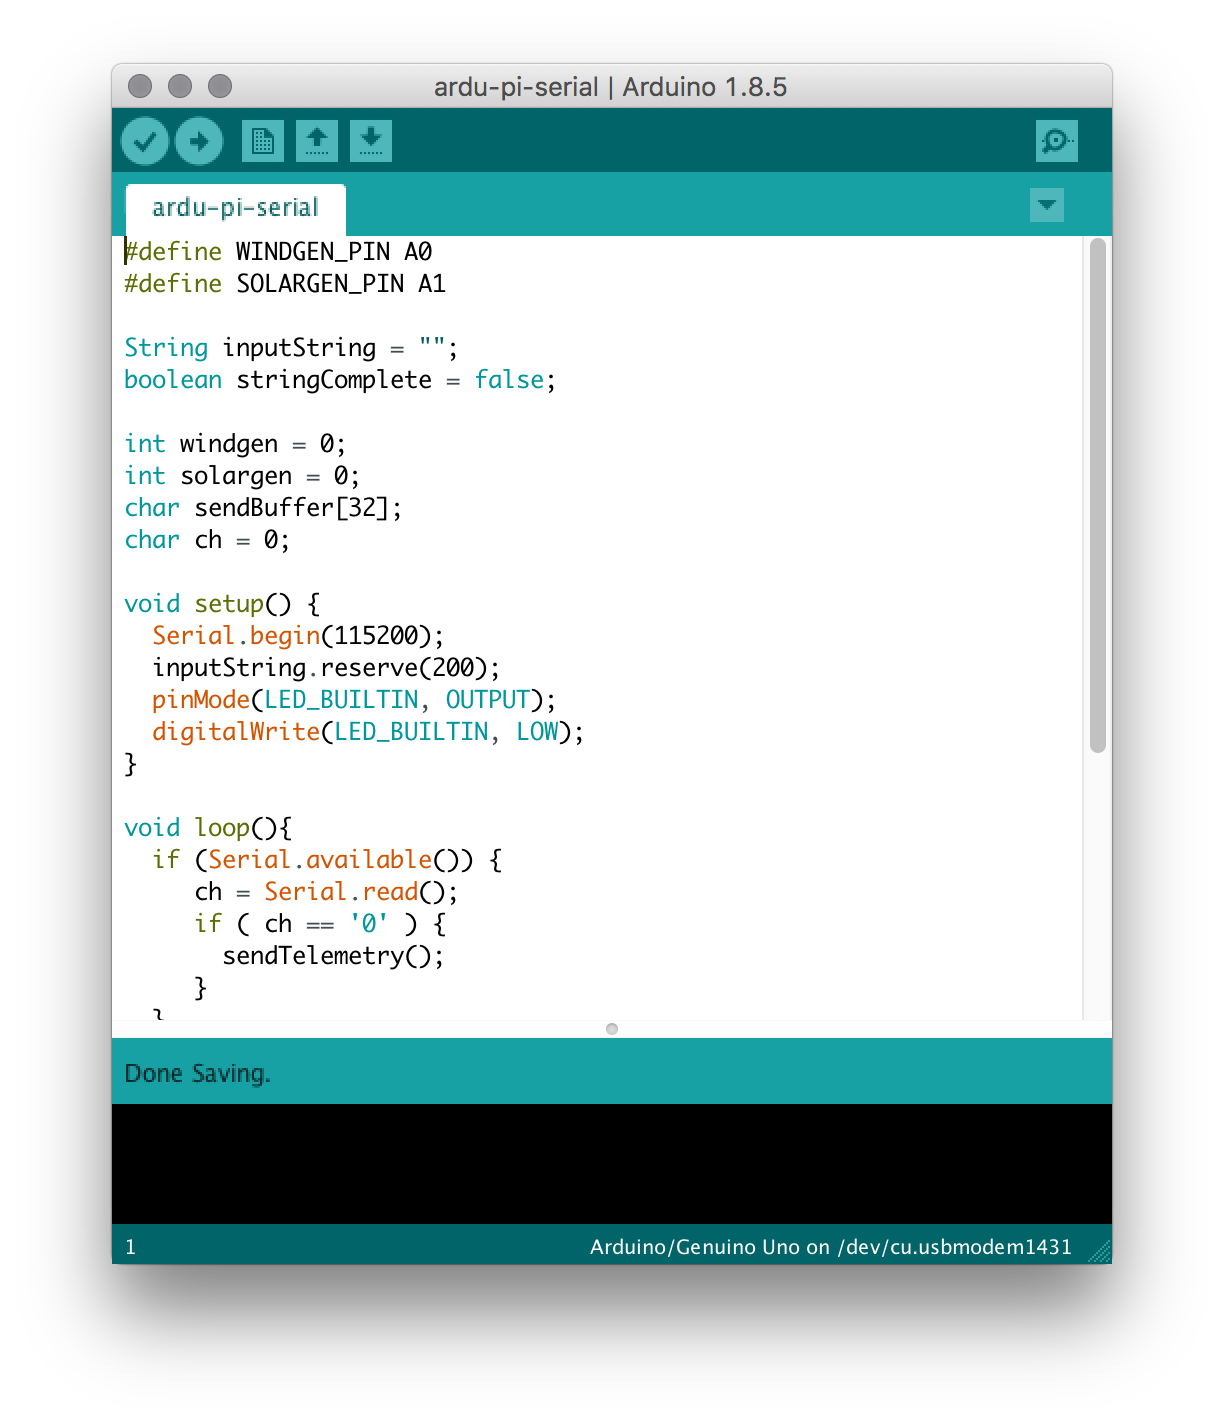 ardu-pi-serial | Arduino 1.8.5
ardu-pi-serial
#define WINDGEN_PIN A0
#define SOLARGEN_PIN A1
String inputString = "";
boolean stringComplete = false;
int windgen = 0;
int solargen = 0;
char sendBuffer[32];
char ch = 0;
void setup() {
  Serial.begin(115200);
  inputString.reserve(200);
  pinMode(LED_BUILTIN, OUTPUT);
  digitalWrite(LED_BUILTIN, LOW);
}
void loop(){
  if (Serial.available()) {
     ch = Serial.read();
     if ( ch == '0' ) {
       sendTelemetry();
     }
  }
Done Saving.
1 Arduino/Genuino Uno on /dev/cu.usbmodem1431